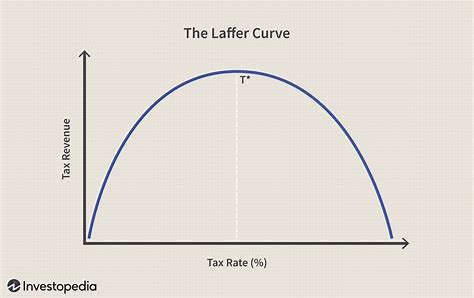 The Laffer Curve
T*
Tax Revenue
Tax Rate (%)
Investopedia